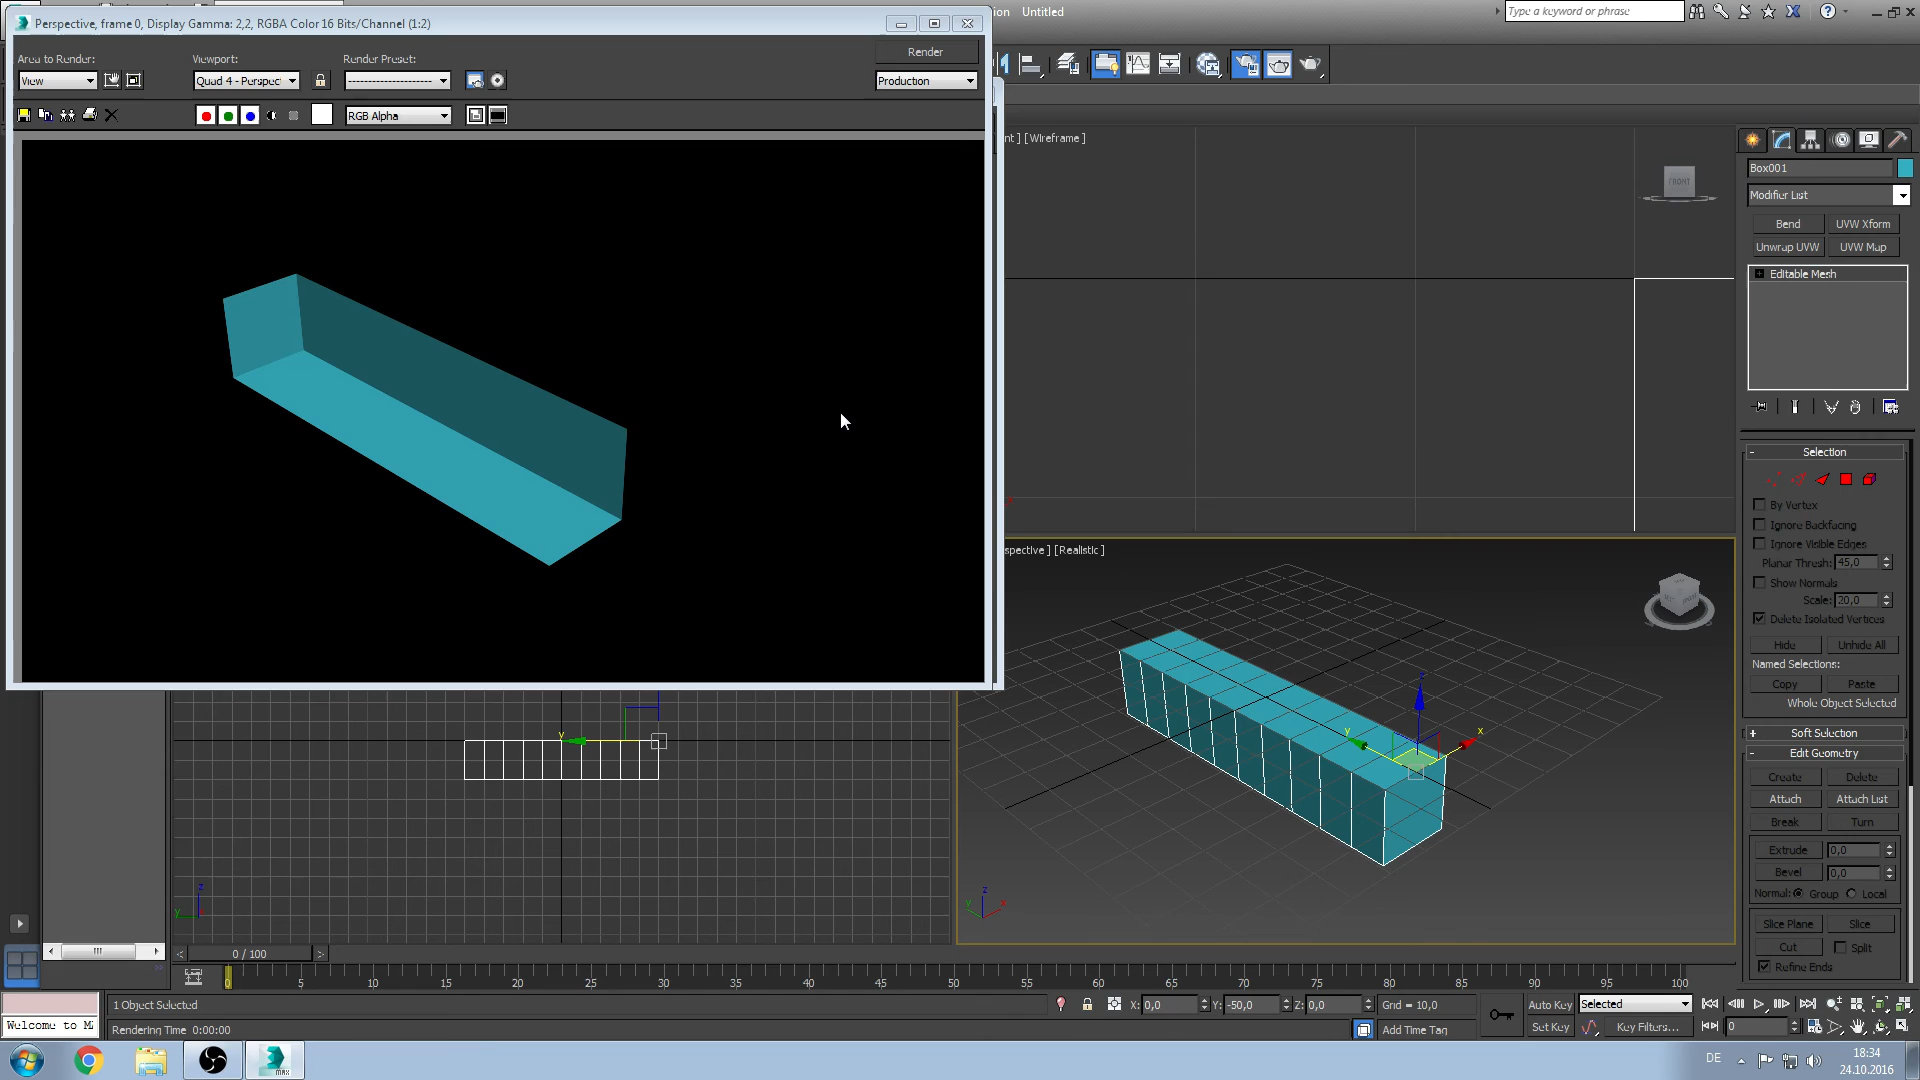 Perspective, frame 0, Display Gamma: 2,2, RGBA Color 16 Bits/Channel (1:2)
ion Untitled
Type a keyword or phrase
Area to Render:
Viewport:
Render Preset:
Render
View
Quad 4 - Perspect
Production
RGB Alpha
nt ] [ Wireframe ]
FRONT
Box001
Modifier List
Bend
UVW Xform
Unwrap UVW
UVW Map
Editable Mesh
Selection
By Vertex
Ignore Backfacing
Ignore Visible Edges
Planar Thresh: 45,0
Show Normals
Scale: 20,0
Delete Isolated Vertices
Hide
Unhide All
Named Selections:
Copy
Paste
Whole Object Selected
+ Soft Selection
- Edit Geometry
Create
Delete
Attach
Attach List
Break
Turn
Extrude 0,0
Bevel 0,0
Normal: Group Local
Slice Plane
Slice
Cut
Split
Refine Ends
spective ] [ Realistic ]
z
y
x
y
z
y
z
y
x
0 / 100
0 5 10 15 20 25 30 35 40 45 50 55 60 65 70 75 80 85 90 95 100
1 Object Selected
X: 0,0 Y: -50,0 Z: 0,0
Grid = 10,0
Auto Key
Selected
Welcome to M
Rendering Time 0:00:00
Add Time Tag
Set Key
Key Filters...
0
MAX
DE
18:34
24.10.2016